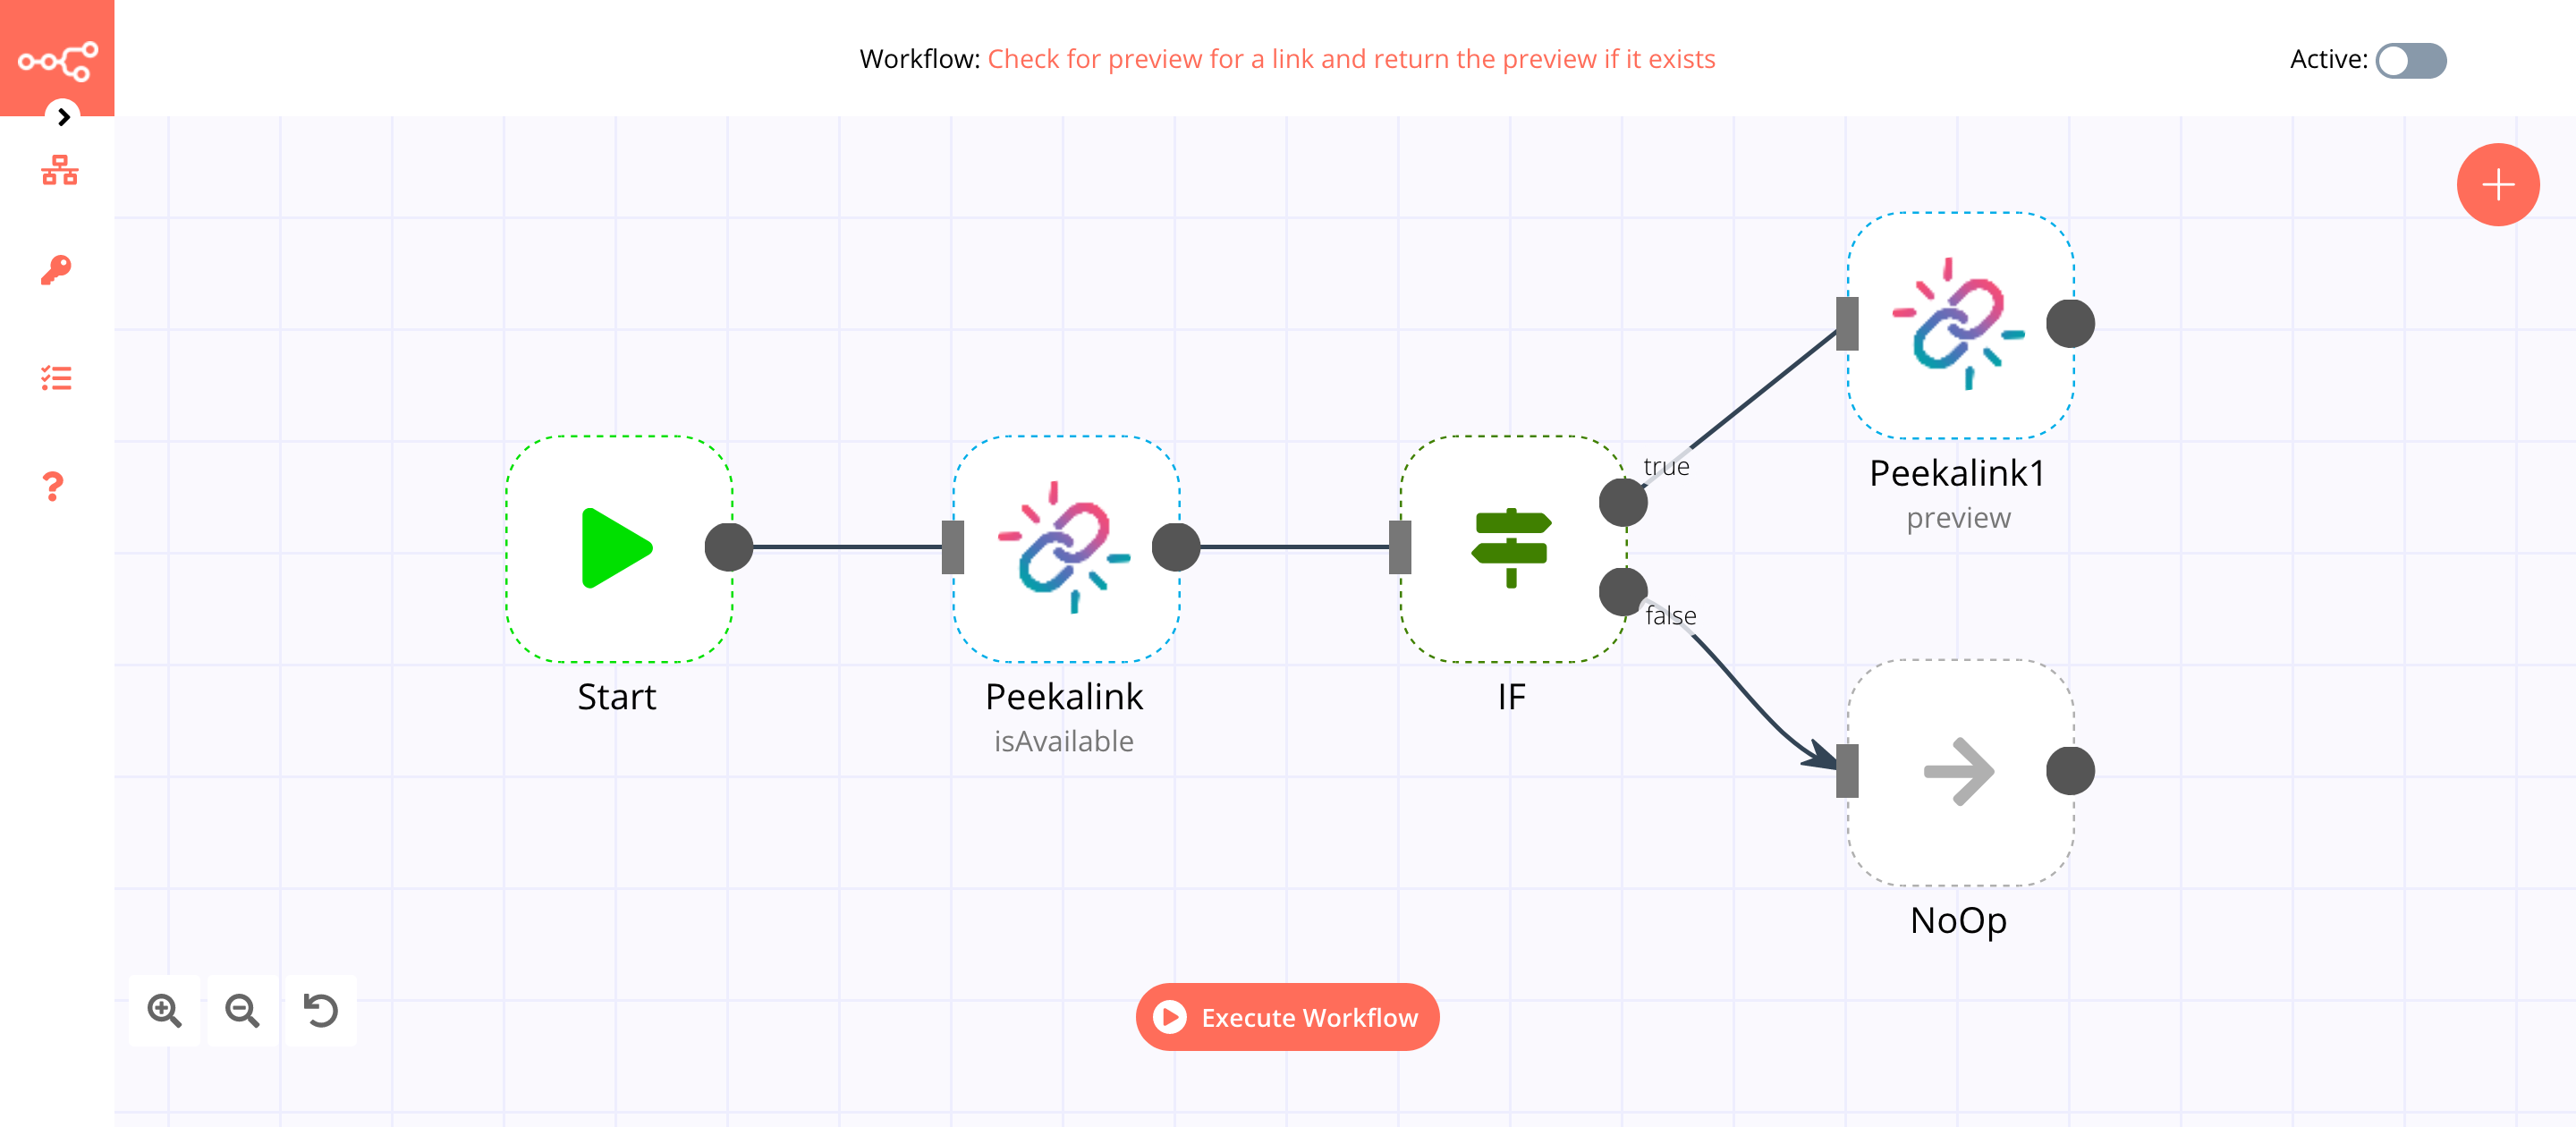 Workflow: Check for preview for a link and return the preview if it exists
Active:
true
Peekalink1
preview
false
Start
Peekalink
isAvailable
IF
NoOp
Execute Workflow